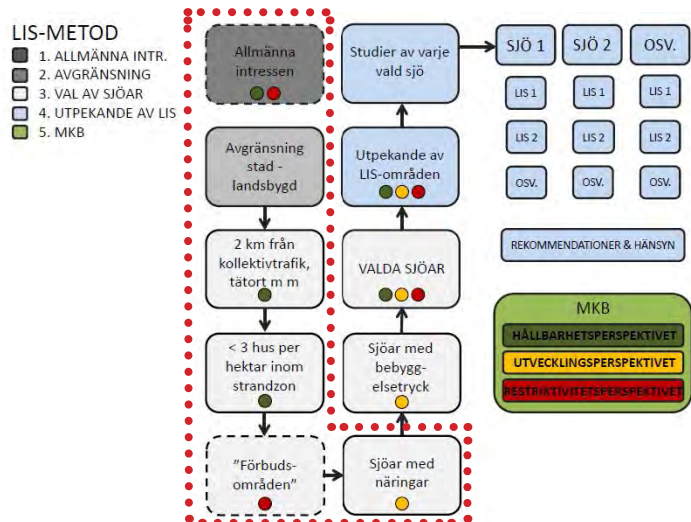 LIS-METOD
1. ALLMÄNNA INTR.
2. AVGRÄNSNING
3. VAL AV SJÖAR
4. UTPEKANDE AV LIS
5. MKB
Allmänna
intressen
Avgränsning
stad -
landsbygd
2 km från
kollektivtrafik,
tätort m m
< 3 hus per
hektar inom
strandzon
"Förbuds-
områden"
Sjöar med
näringar
Sjöar med
bebygg-
elsetryck
VALDA SJÖAR
Utpekande av
LIS-områden
Studier av varje
vald sjö
SJÖ 1
SJÖ 2
OSV.
LIS 1
LIS 1
LIS 1
LIS 2
LIS 2
LIS 2
OSV.
OSV.
OSV.
REKOMMENDATIONER & HÄNSYN
MKB
HÅLLBARHETSPERSPEKTIVET
UTVECKLINGSPERSPEKTIVET
RESTRIKTIVITETSPERSPEKTIVET